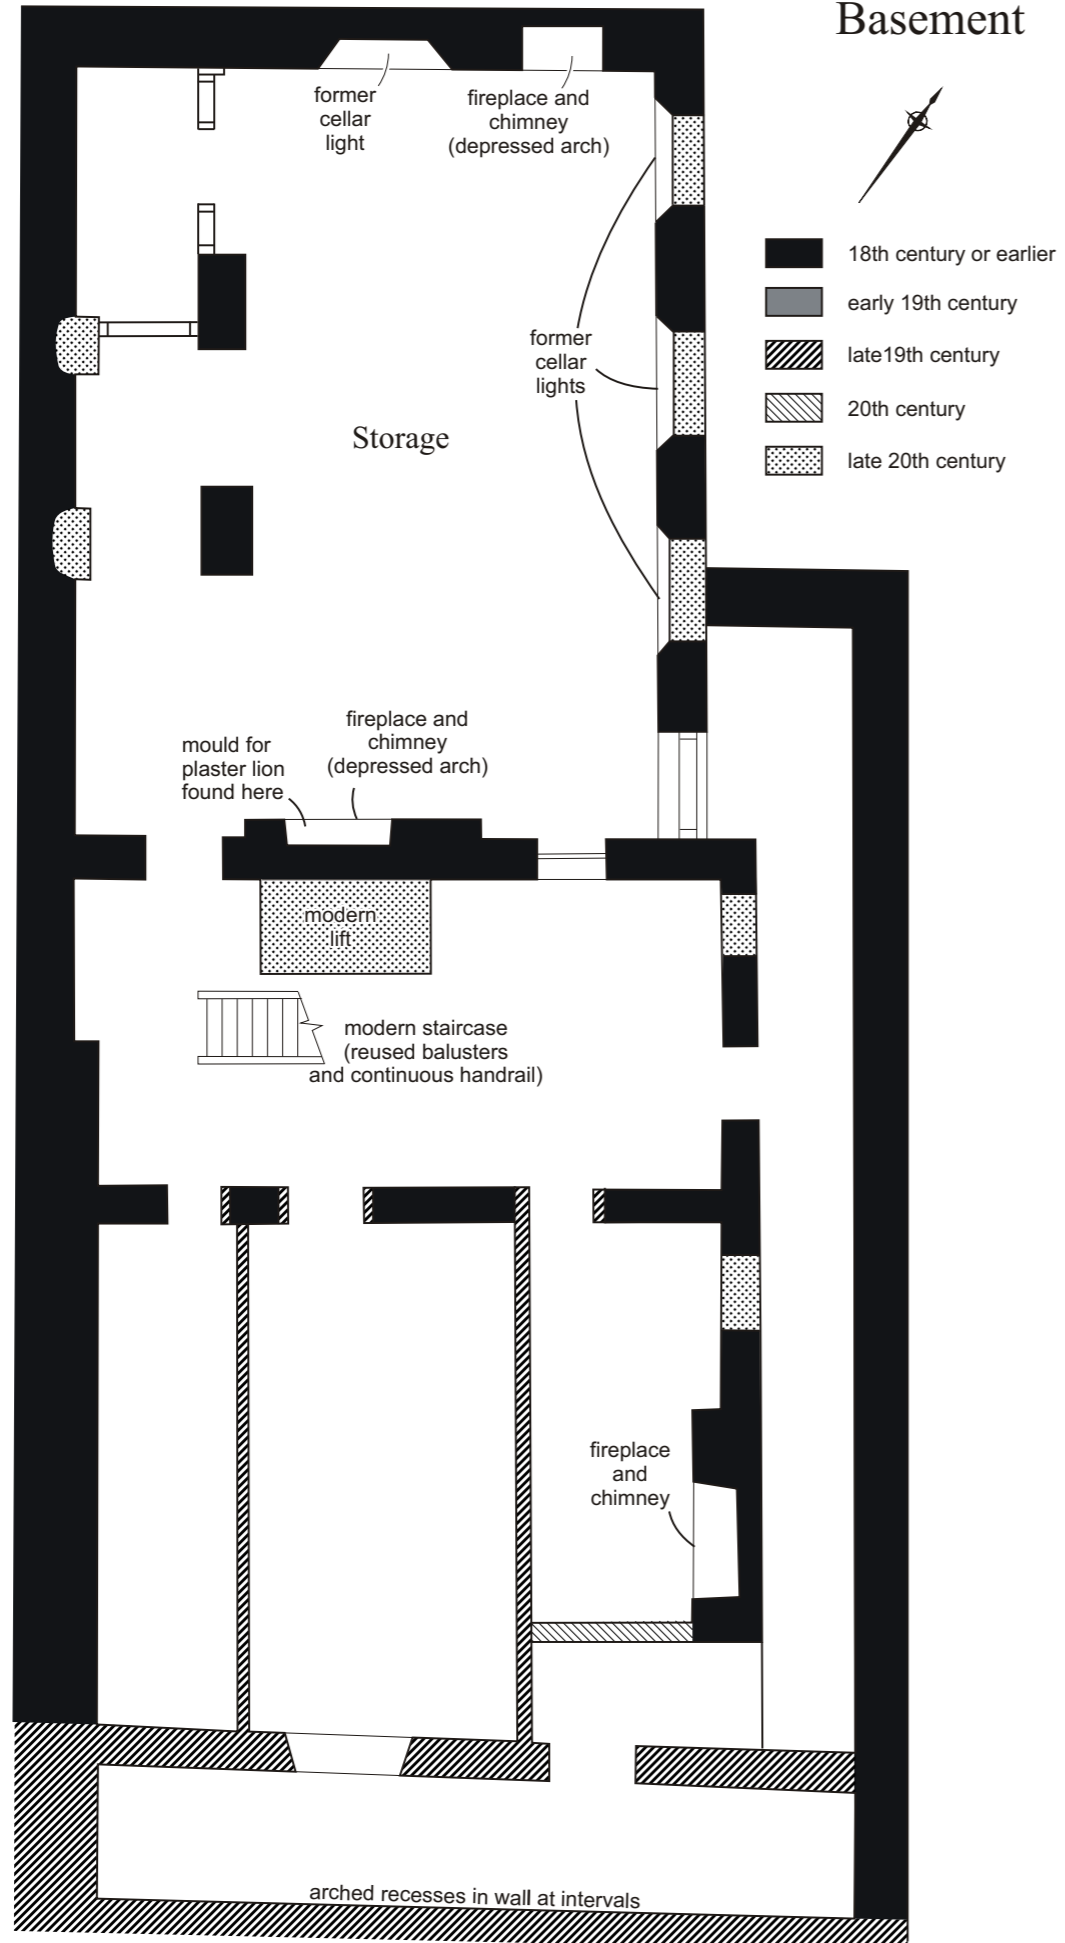 Basement
former
cellar
light
fireplace and
chimney
(depressed arch)
18th century or earlier
early 19th century
late19th century
20th century
late 20th century
former
cellar
lights
Storage
mould for
plaster lion
found here
fireplace and
chimney
(depressed arch)
modern
lift
modern staircase
(reused balusters
and continuous handrail)
fireplace
and
chimney
arched recesses in wall at intervals